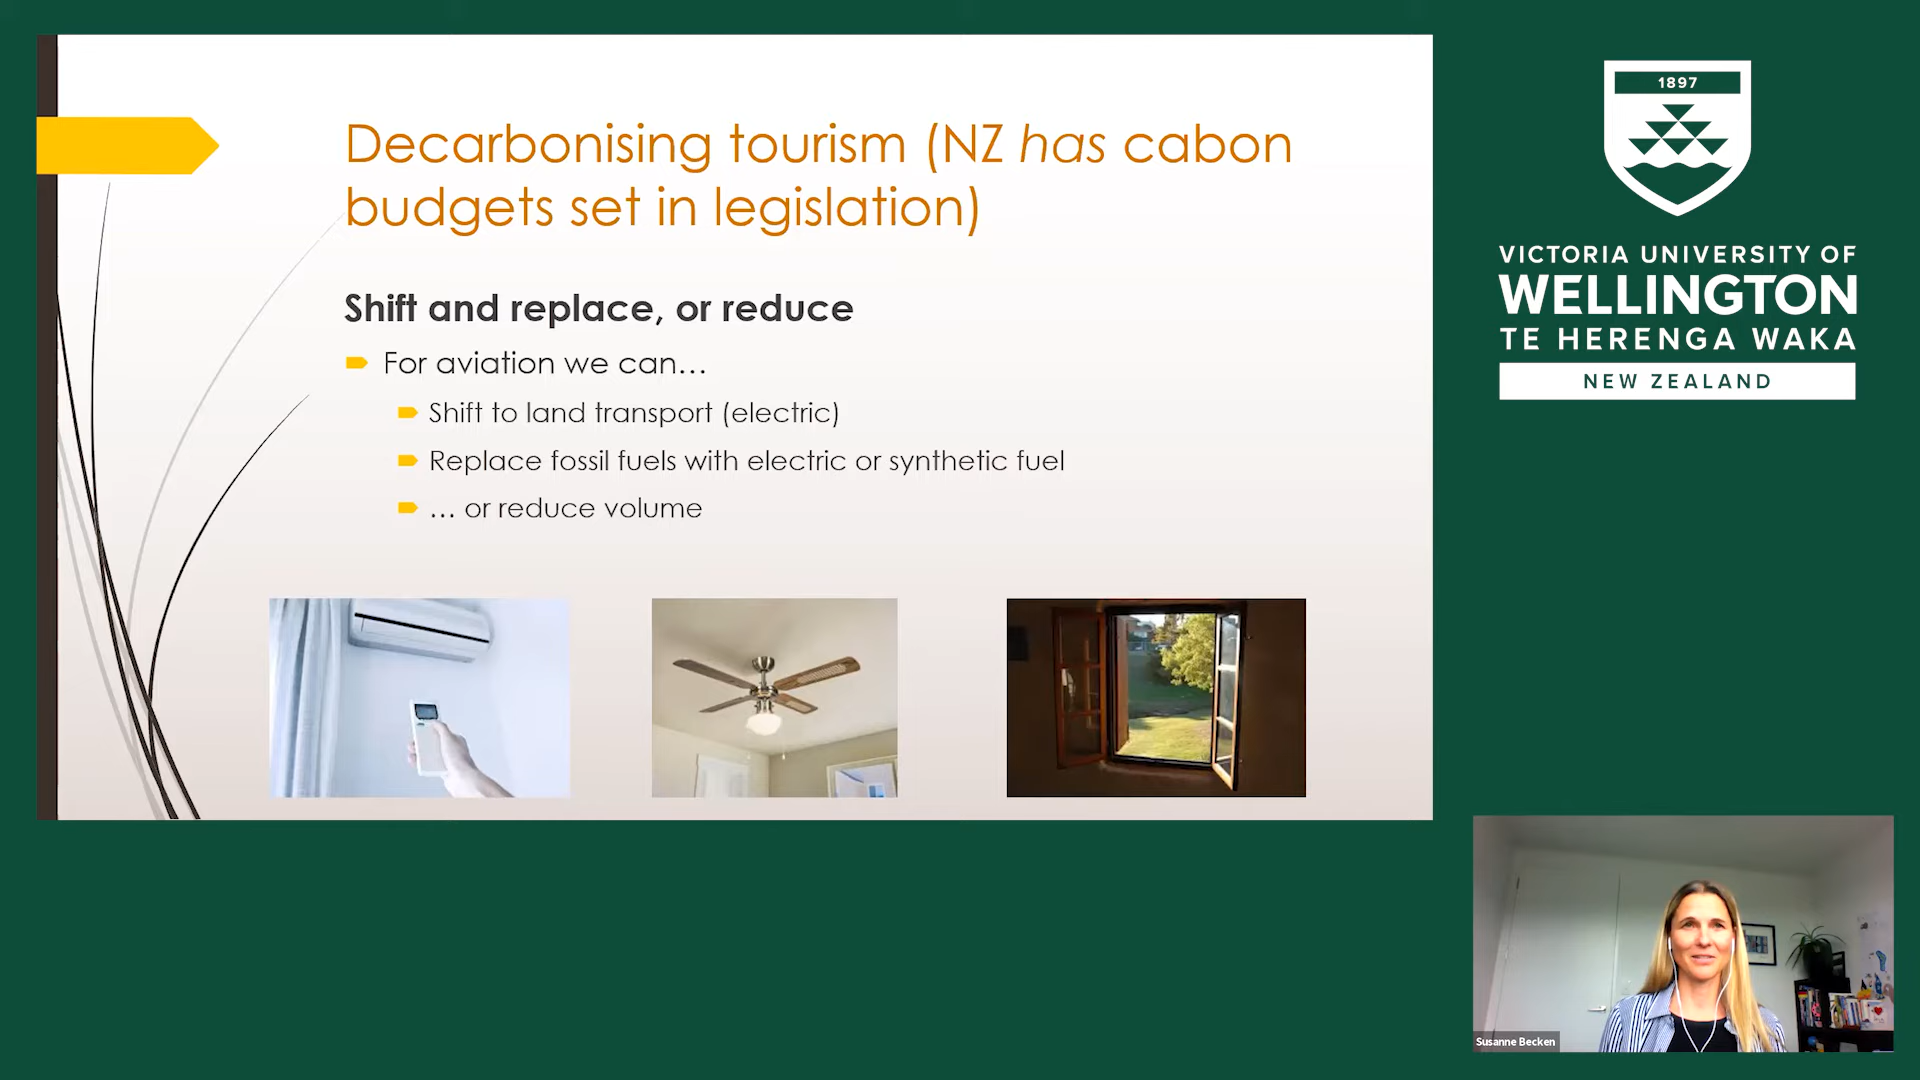 Decarbonising tourism (NZ has cabon
budgets set in legislation)
Shift and replace, or reduce
For aviation we can...
Shift to land transport (electric)
Replace fossil fuels with electric or synthetic fuel
... or reduce volume
1897
VICTORIA UNIVERSITY OF
WELLINGTON
TE HERENGA WAKA
NEW ZEALAND
Susanne Becken